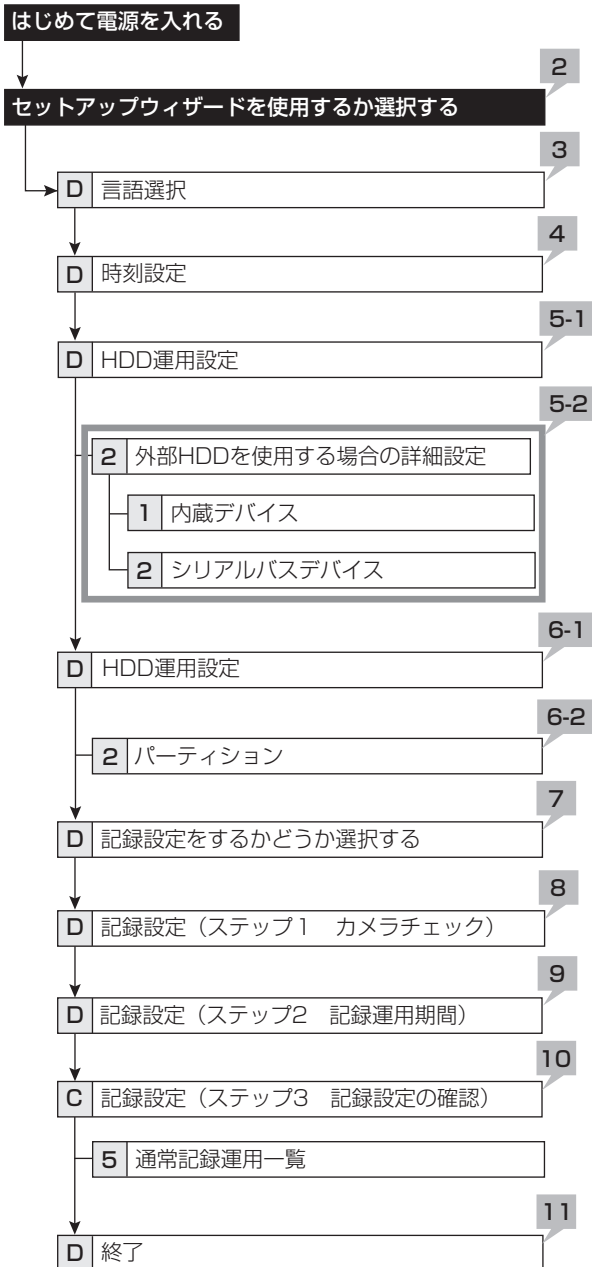 はじめて電源を入れる
2
セットアップウィザードを使用するか選択する
3
D 言語選択
4
D 時刻設定
5-1
D HDD運用設定
5-2
2 外部HDDを使用する場合の詳細設定
1 内蔵デバイス
2 シリアルバスデバイス
6-1
D HDD運用設定
6-2
2 パーティション
7
D 記録設定をするかどうか選択する
8
D 記録設定（ステップ1　カメラチェック）
9
D 記録設定（ステップ2　記録運用期間）
10
C 記録設定（ステップ3　記録設定の確認）
5 通常記録運用一覧
11
D 終了